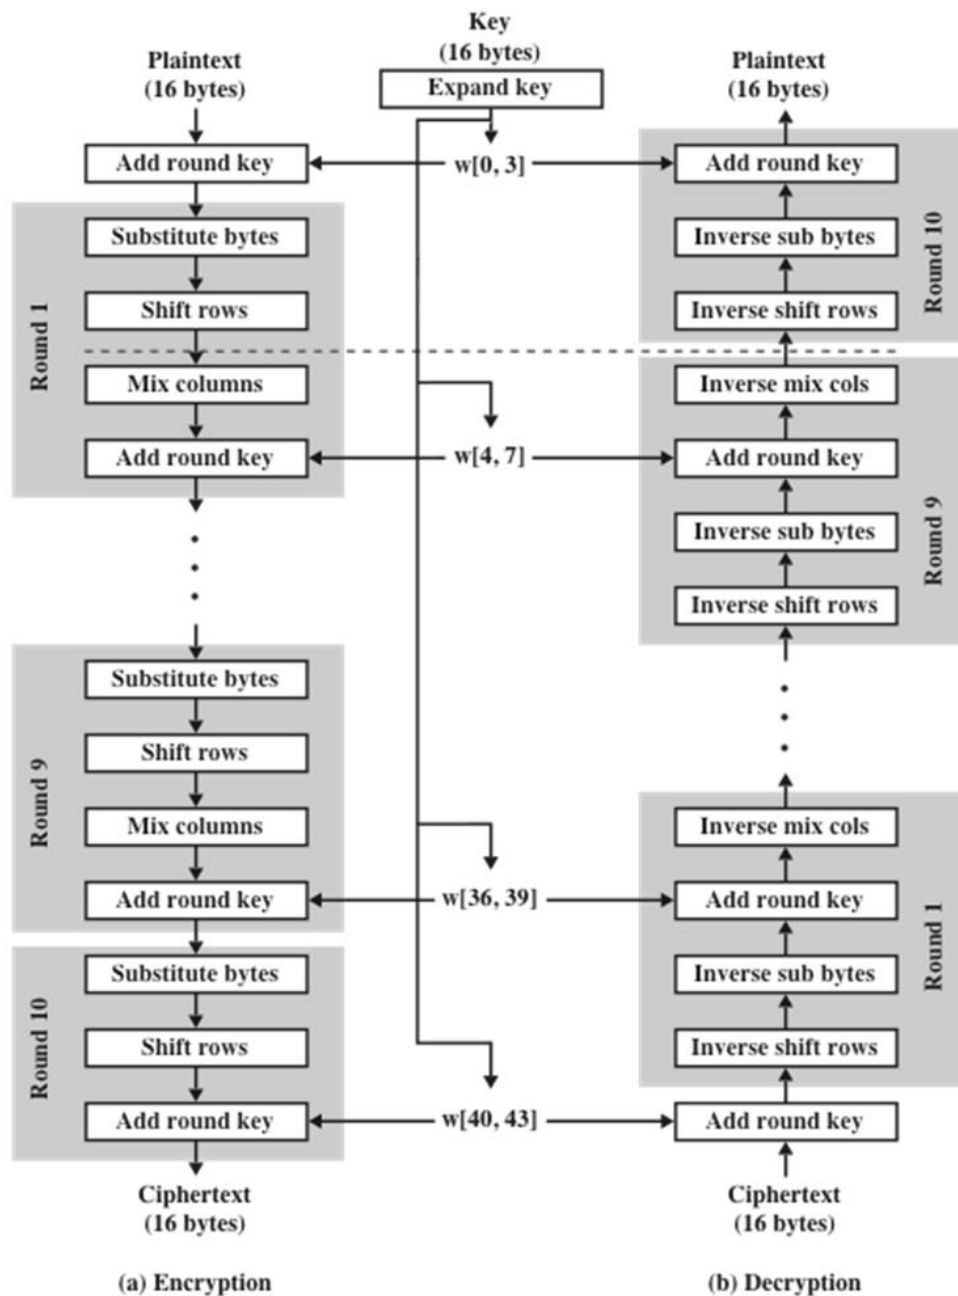 Key
(16 bytes)
Expand key
Plaintext
(16 bytes)
Add round key
Round 1
Substitute bytes
Shift rows
Mix columns
Add round key
Round 9
Substitute bytes
Shift rows
Mix columns
Add round key
Round 10
Substitute bytes
Shift rows
Add round key
Ciphertext
(16 bytes)
(a) Encryption
w[0, 3]
w[4, 7]
w[36, 39]
w[40, 43]
Plaintext
(16 bytes)
Add round key
Inverse sub bytes
Inverse shift rows
Round 10
Inverse mix cols
Add round key
Inverse sub bytes
Inverse shift rows
Round 9
Inverse mix cols
Add round key
Inverse sub bytes
Inverse shift rows
Round 1
Add round key
Ciphertext
(16 bytes)
(b) Decryption